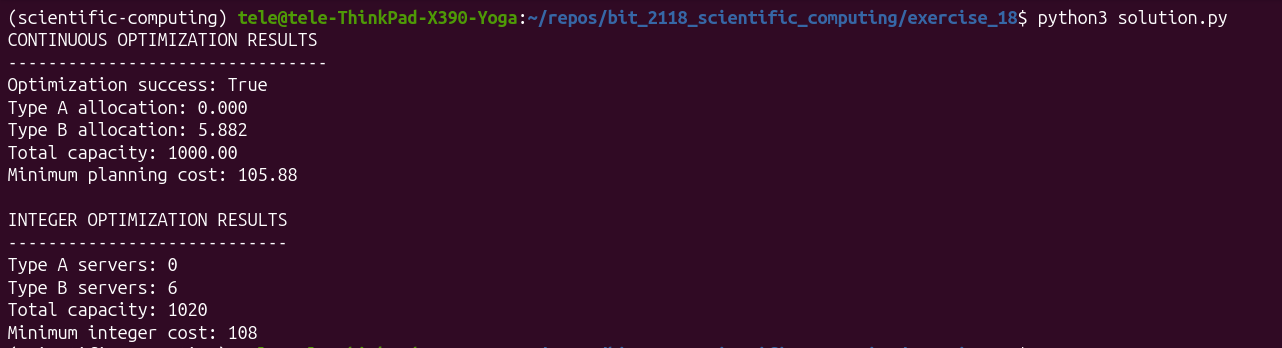 (scientific-computing) tele@tele-ThinkPad-X390-Yoga:~/repos/bit_2118_scientific_computing/exercise_18$ python3 solution.py
CONTINUOUS OPTIMIZATION RESULTS
--------------------------------
Optimization success: True
Type A allocation: 0.000
Type B allocation: 5.882
Total capacity: 1000.00
Minimum planning cost: 105.88

INTEGER OPTIMIZATION RESULTS
----------------------------
Type A servers: 0
Type B servers: 6
Total capacity: 1020
Minimum integer cost: 108